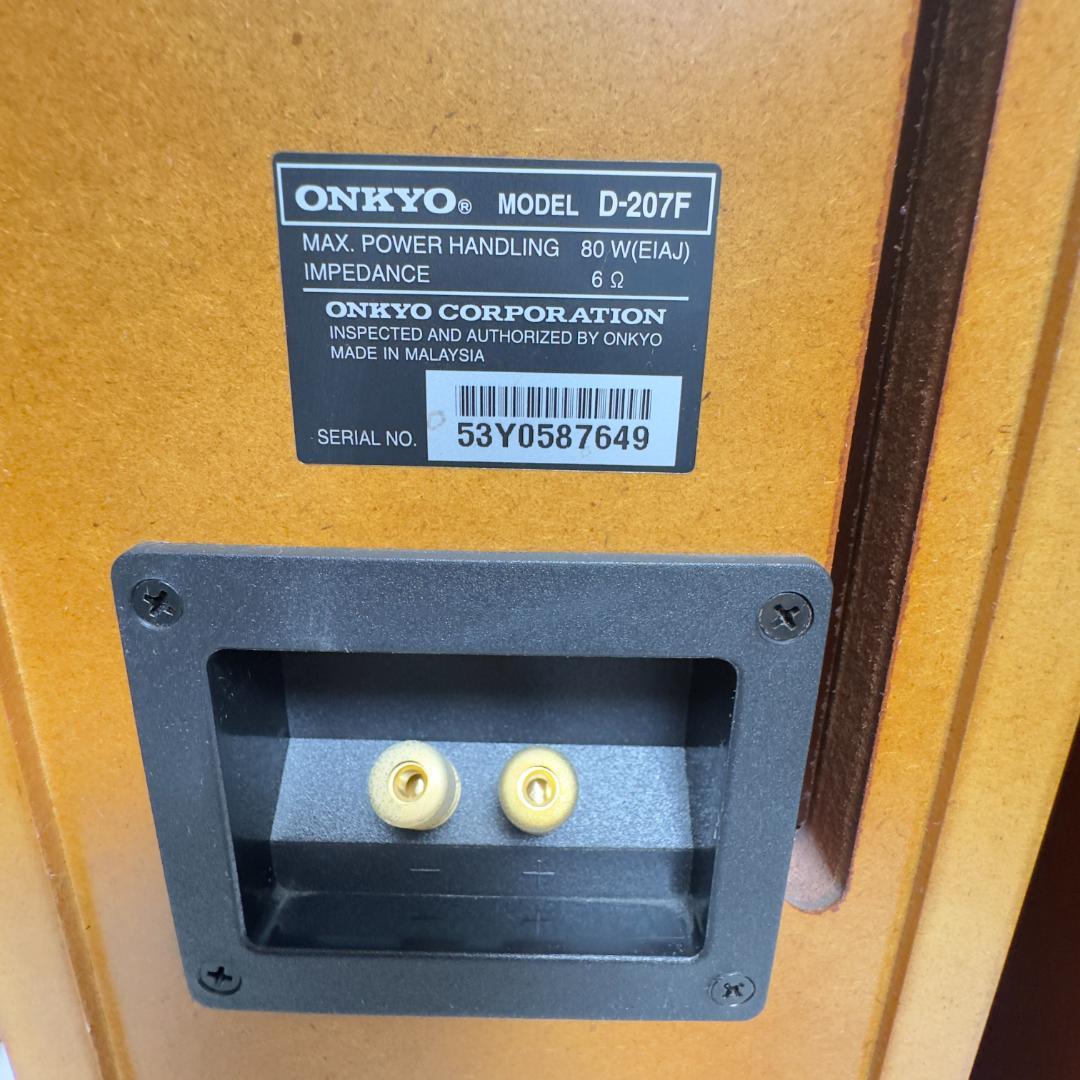 ONKYO® MODEL D-207F
MAX. POWER HANDLING 80 W(EIAJ)
IMPEDANCE 6 Ω
ONKYO CORPORATION
INSPECTED AND AUTHORIZED BY ONKYO
MADE IN MALAYSIA
SERIAL NO. 53Y0587649
− +